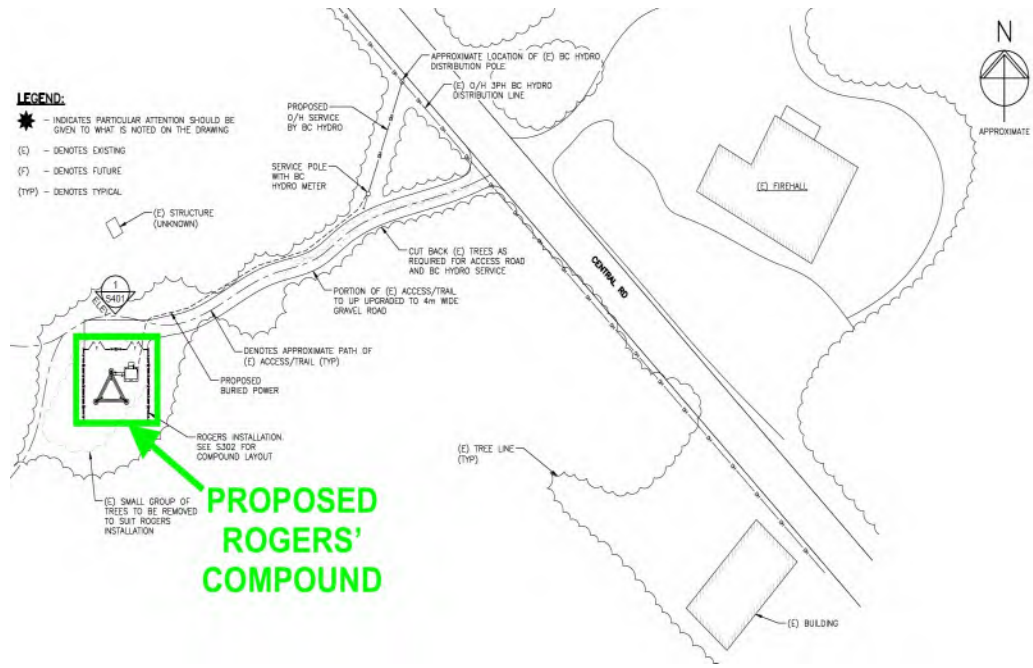 LEGEND:
– INDICATES PARTICULAR ATTENTION SHOULD BE
GIVEN TO WHAT IS NOTED ON THE DRAWING
(E) – DENOTES EXISTING
(F) – DENOTES FUTURE
(TYP) – DENOTES TYPICAL
APPROXIMATE LOCATION OF (E) BC HYDRO
DISTRIBUTION POLE
(E) O/H 3PH BC HYDRO
DISTRIBUTION LINE
N
APPROXIMATE
PROPOSED
O/H SERVICE
BY BC HYDRO
SERVICE POLE
WITH BC
HYDRO METER
(E) STRUCTURE
(UNKNOWN)
(E) FIREHALL
CUT BACK (E) TREES AS
REQUIRED FOR ACCESS ROAD
AND BC HYDRO SERVICE
CENTRAL RD
1
S401
ELEV
PORTION OF (E) ACCESS/TRAIL
TO UP UPGRADED TO 4m WIDE
GRAVEL ROAD
DENOTES APPROXIMATE PATH OF
(E) ACCESS/TRAIL (TYP)
PROPOSED
BURIED POWER
ROGERS INSTALLATION.
SEE S302 FOR
COMPOUND LAYOUT
(E) TREE LINE
(TYP)
(E) SMALL GROUP OF
TREES TO BE REMOVED
TO SUIT ROGERS
INSTALLATION
PROPOSED
ROGERS'
COMPOUND
(E) BUILDING